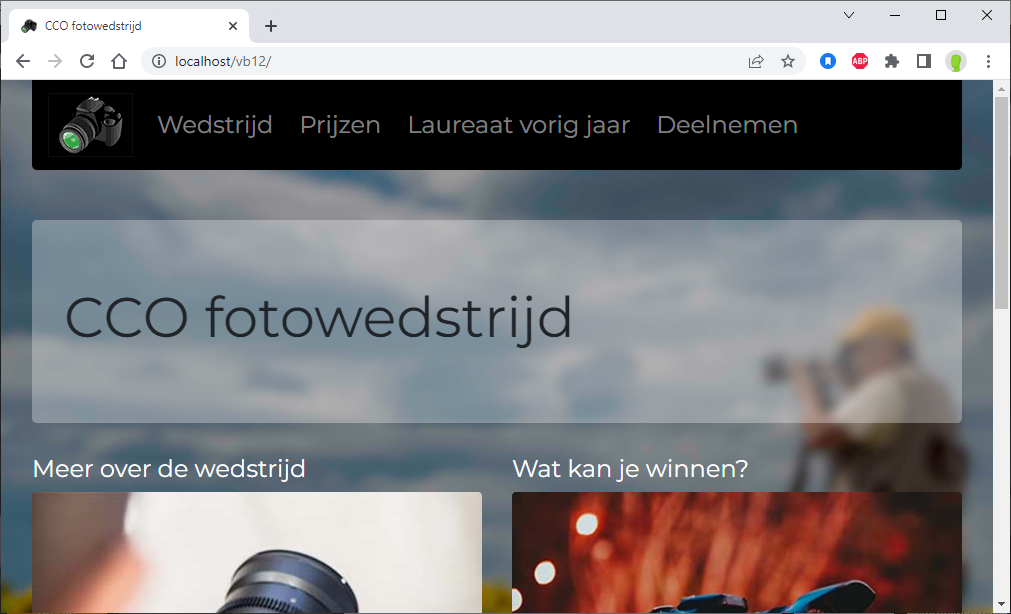 CCO fotowedstrijd
localhost/vb12/
ABP
Wedstrijd Prijzen Laureaat vorig jaar Deelnemen
CCO fotowedstrijd
Meer over de wedstrijd
Wat kan je winnen?